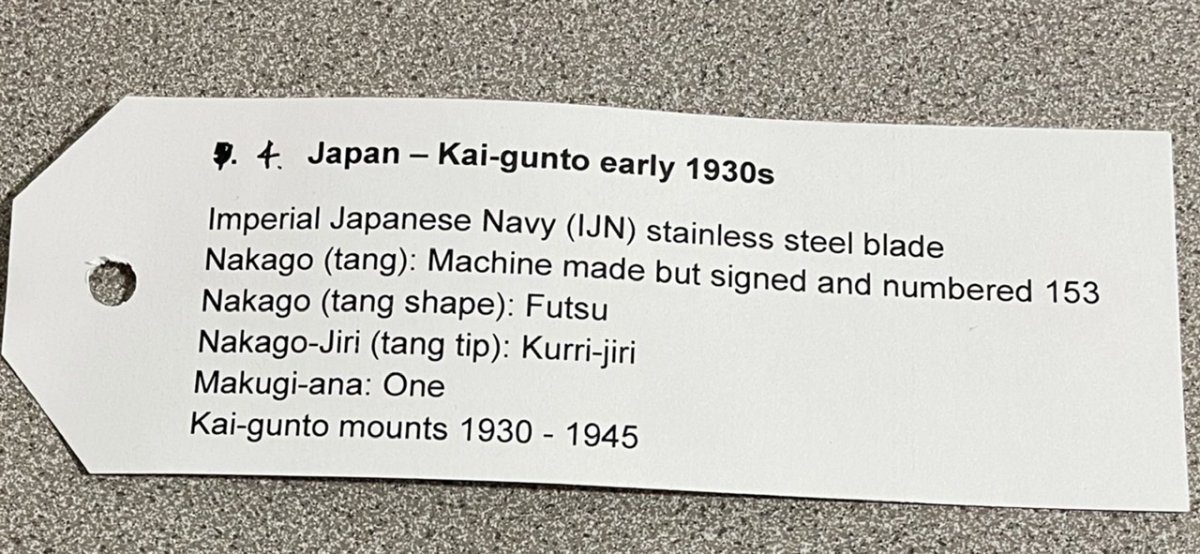 4. Japan – Kai-gunto early 1930s
Imperial Japanese Navy (IJN) stainless steel blade
Nakago (tang): Machine made but signed and numbered 153
Nakago (tang shape): Futsu
Nakago-Jiri (tang tip): Kurri-jiri
Makugi-ana: One
Kai-gunto mounts 1930 - 1945